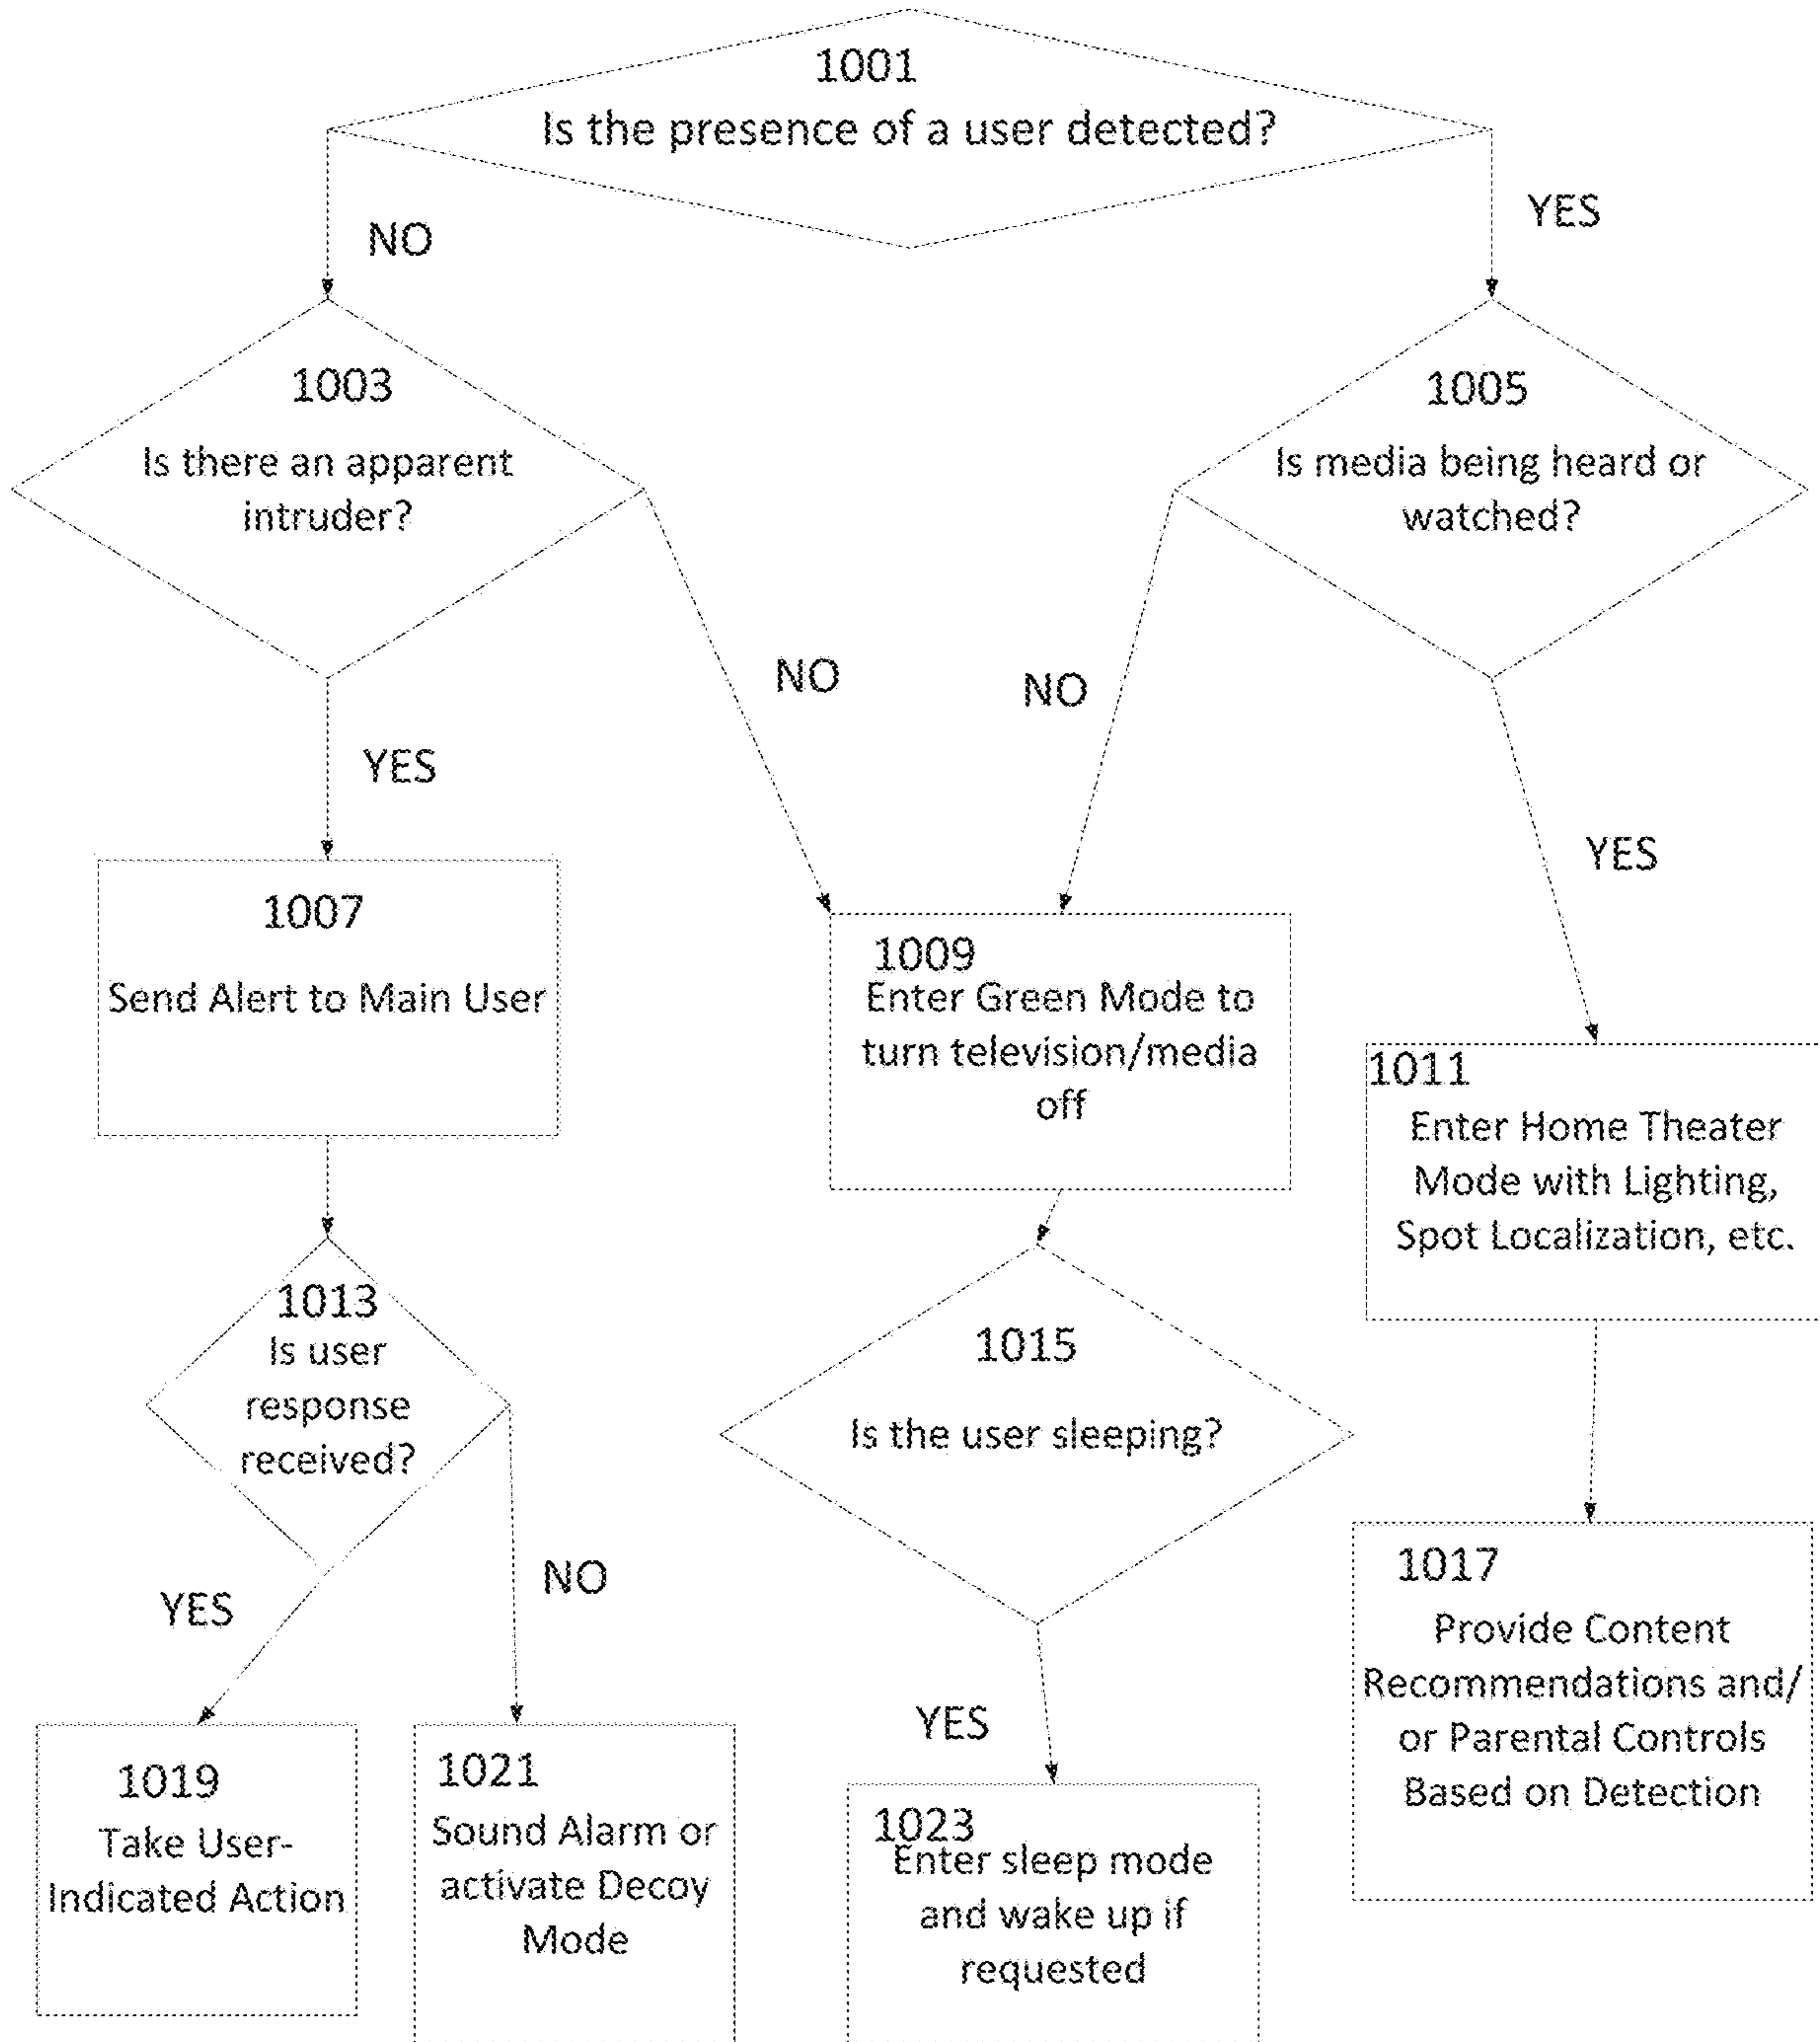 1001
Is the presence of a user detected?
NO
YES
1003
Is there an apparent
intruder?
1005
Is media being heard or
watched?
NO
NO
YES
YES
1007
Send Alert to Main User
1009
Enter Green Mode to
turn television/media
off
1011
Enter Home Theater
Mode with Lighting,
Spot Localization, etc.
1013
Is user
response
received?
1015
Is the user sleeping?
1017
Provide Content
Recommendations and/
or Parental Controls
Based on Detection
YES
NO
YES
1019
Take User-
Indicated Action
1021
Sound Alarm or
activate Decoy
Mode
1023
Enter sleep mode
and wake up if
requested